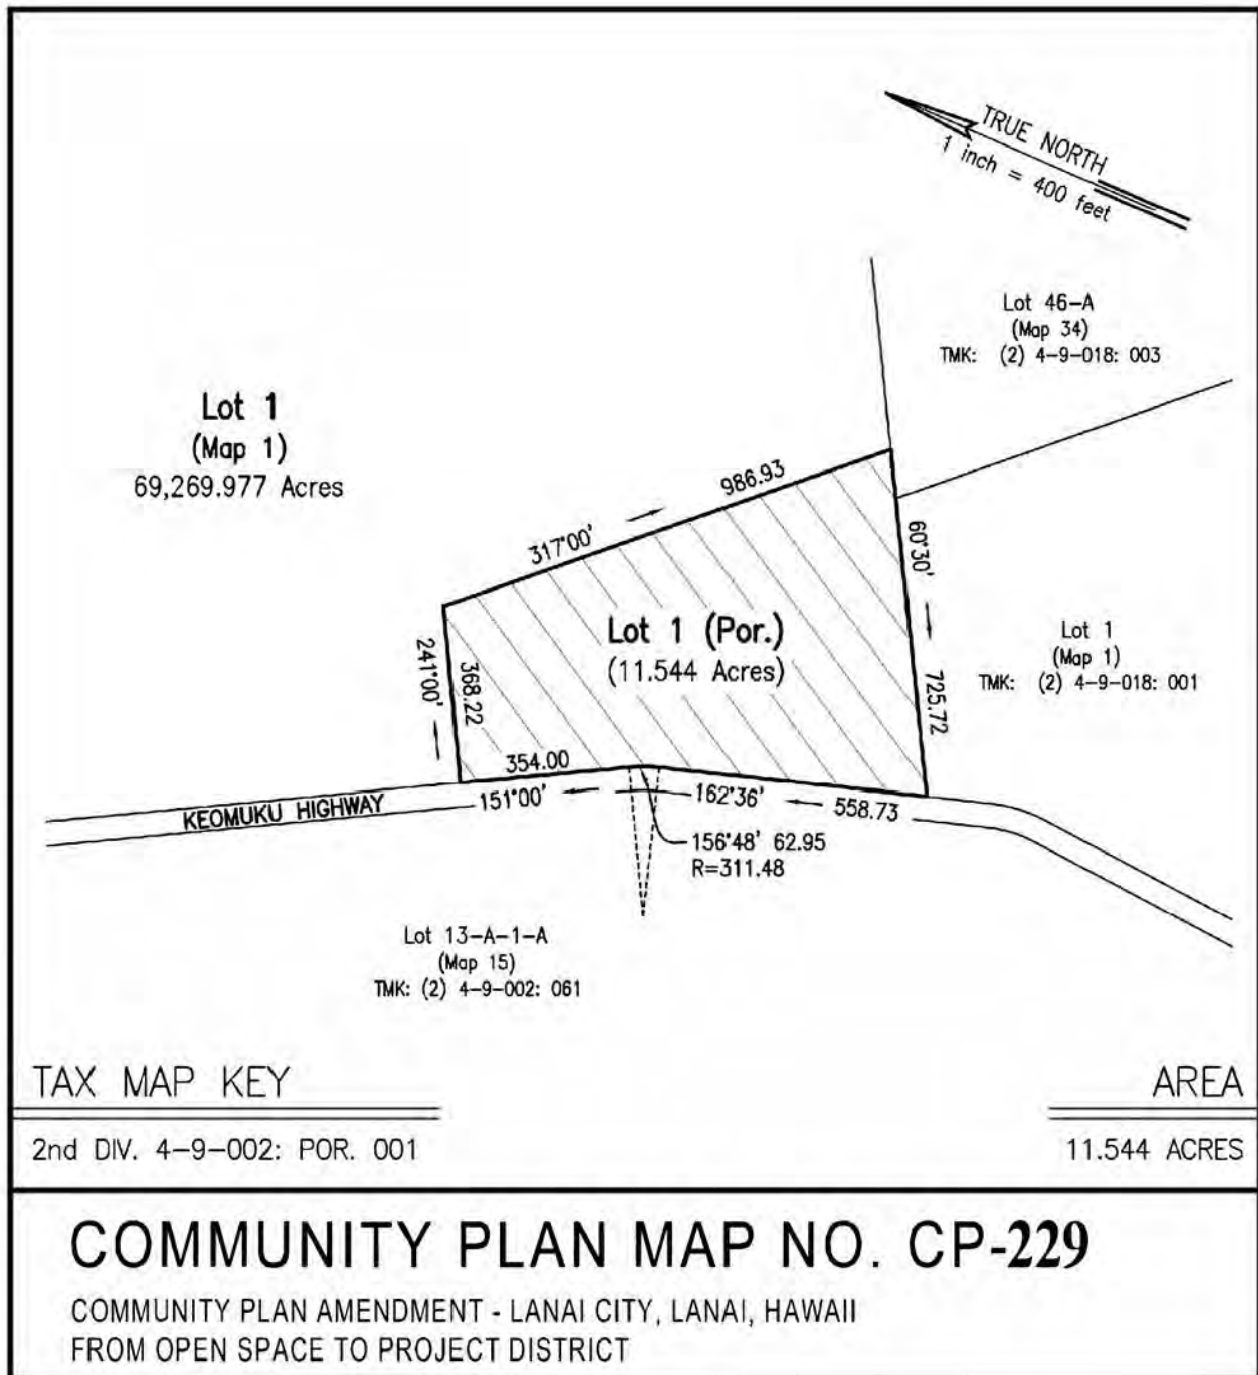 TRUE NORTH
1 inch = 400 feet
Lot 46-A
(Map 34)
TMK: (2) 4-9-018: 003
Lot 1
(Map 1)
69,269.977 Acres
986.93
317°00'
60°30'
Lot 1 (Por.)
(11.544 Acres)
Lot 1
(Map 1)
TMK: (2) 4-9-018: 001
241°00'
368.22
725.72
354.00
KEOMUKU HIGHWAY
151°00'
162°36'
558.73
156°48' 62.95
R=311.48
Lot 13-A-1-A
(Map 15)
TMK: (2) 4-9-002: 061
TAX MAP KEY
AREA
2nd DIV. 4-9-002: POR. 001
11.544 ACRES
COMMUNITY PLAN MAP NO. CP-229
COMMUNITY PLAN AMENDMENT - LANAI CITY, LANAI, HAWAII
FROM OPEN SPACE TO PROJECT DISTRICT